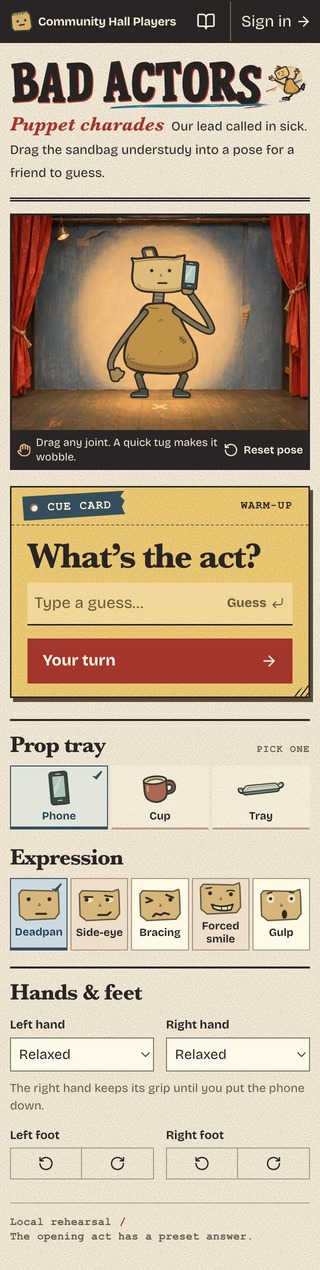 Community Hall Players
Sign in →
BAD ACTORS
Puppet charades Our lead called in sick.
Drag the sandbag understudy into a pose for a
friend to guess.
Drag any joint. A quick tug makes it
wobble.
Reset pose
CUE CARD
WARM-UP
What’s the act?
Type a guess…
Guess
Your turn →
Prop tray
PICK ONE
Phone
Cup
Tray
Expression
Deadpan
Side-eye
Bracing
Forced
smile
Gulp
Hands & feet
Left hand
Right hand
Relaxed
Relaxed
The right hand keeps its grip until you put the phone
down.
Left foot
Right foot
Local rehearsal /
The opening act has a preset answer.